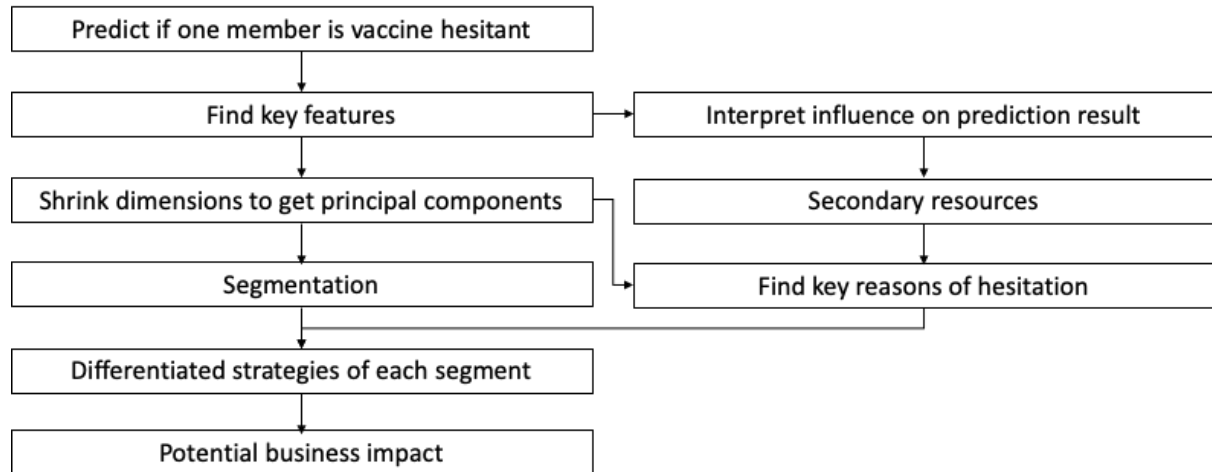 Predict if one member is vaccine hesitant
Find key features
Interpret influence on prediction result
Shrink dimensions to get principal components
Secondary resources
Segmentation
Find key reasons of hesitation
Differentiated strategies of each segment
Potential business impact